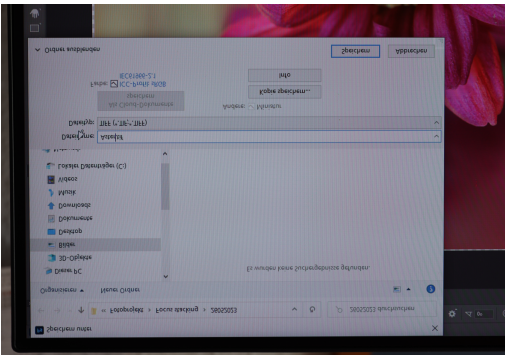 Speichern unter
« Fotoprojekt › Focus stacking › 28052023
28052023 durchsuchen
Organisieren
Neuer Ordner
Dieser PC
3D-Objekte
Bilder
Desktop
Dokumente
Downloads
Musik
Videos
Lokaler Datenträger (C:)
Es wurden keine Suchergebnisse gefunden.
Dateiname:
Dateityp: TIFF (*.TIF;*.TIFF)
Als Cloud-Dokumente speichern
Andere: Miniatur
Kopie speichern...
Farbe: ICC-Profil: sRGB IEC61966-2.1
Info
Ordner ausblenden
Speichern
Abbrechen